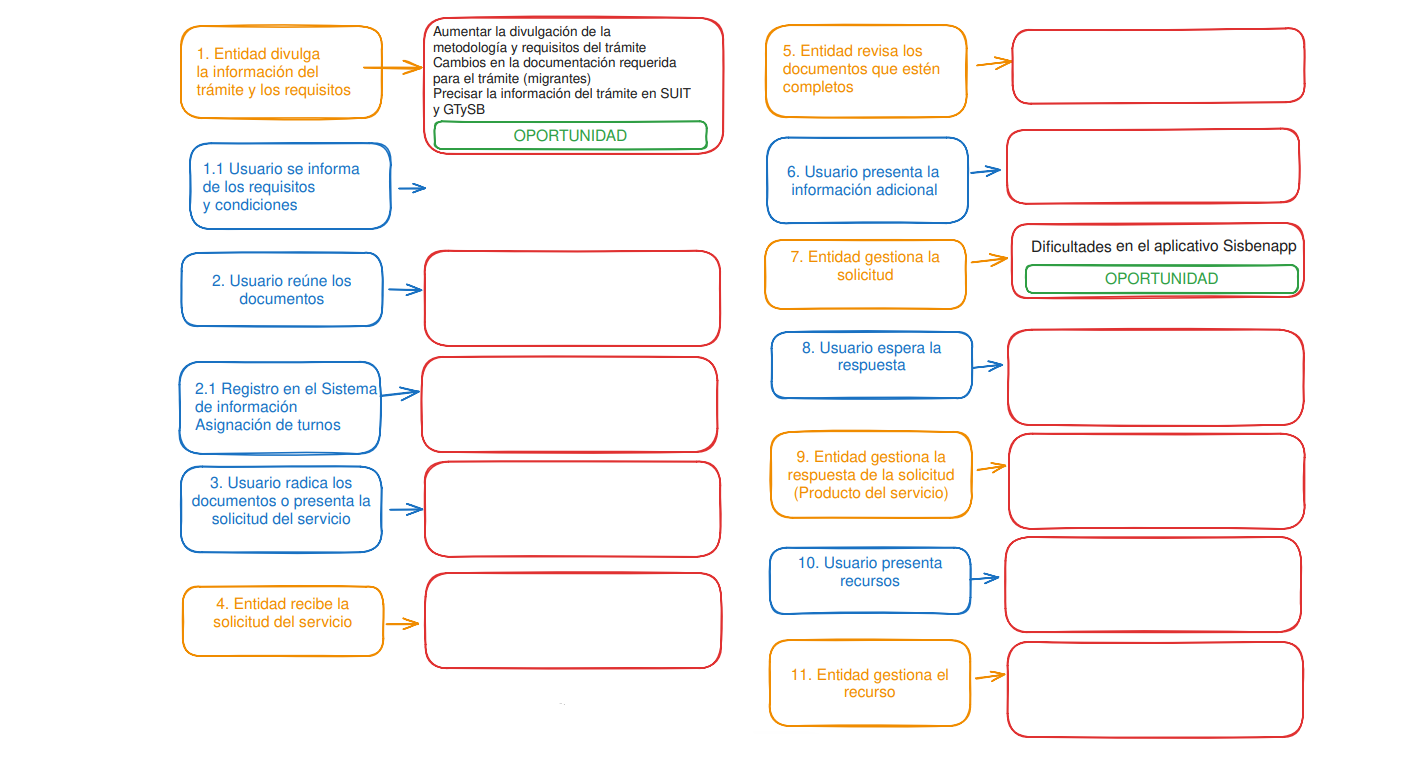 1. Entidad divulga
la información del
trámite y los requisitos
Aumentar la divulgación de la
metodología y requisitos del trámite
Cambios en la documentación requerida
para el trámite (migrantes)
Precisar la información del trámite en SUIT
y GTySB
OPORTUNIDAD
1.1 Usuario se informa
de los requisitos
y condiciones
2. Usuario reúne los
documentos
2.1 Registro en el Sistema
de información
Asignación de turnos
3. Usuario radica los
documentos o presenta la
solicitud del servicio
4. Entidad recibe la
solicitud del servicio
5. Entidad revisa los
documentos que estén
completos
6. Usuario presenta la
información adicional
7. Entidad gestiona la
solicitud
Dificultades en el aplicativo Sisbenapp
OPORTUNIDAD
8. Usuario espera la
respuesta
9. Entidad gestiona la
respuesta de la solicitud
(Producto del servicio)
10. Usuario presenta
recursos
11. Entidad gestiona el
recurso